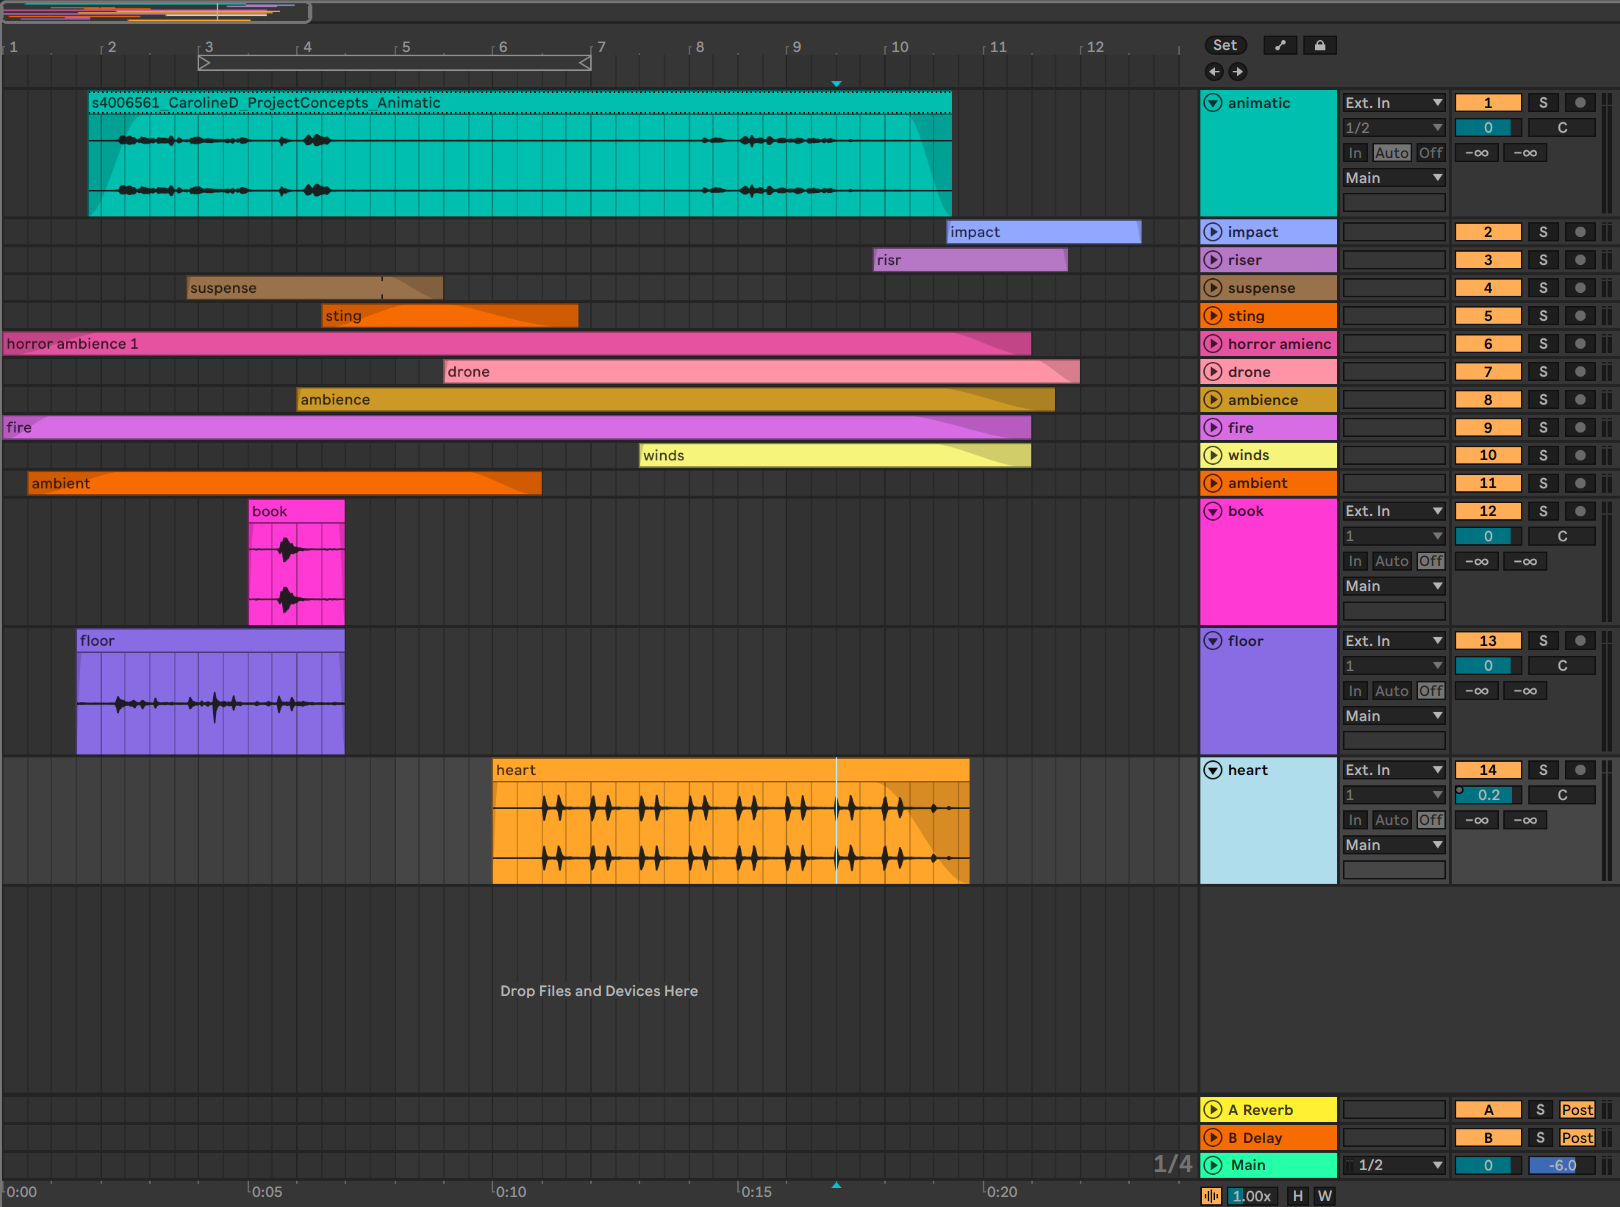 1 2 3 4 5 6 7 8 9 10 11 12 Set
s4006561_CarolineD_ProjectConcepts_Animatic animatic Ext. In 1 S
1/2 0 C
In Auto Off -∞ -∞
Main
impact impact 2 S
risr riser 3 S
suspense suspense 4 S
sting sting 5 S
horror ambience 1 horror amienc 6 S
drone drone 7 S
ambience ambience 8 S
fire fire 9 S
winds winds 10 S
ambient ambient 11 S
book book Ext. In 12 S
1 0 C
In Auto Off -∞ -∞
Main
floor floor Ext. In 13 S
1 0 C
In Auto Off -∞ -∞
Main
heart heart Ext. In 14 S
1 0.2 C
In Auto Off -∞ -∞
Main
Drop Files and Devices Here
A Reverb A S Post
B Delay B S Post
1/4 Main 1/2 0 -6.0
0:00 0:05 0:10 0:15 0:20 1.00x H W